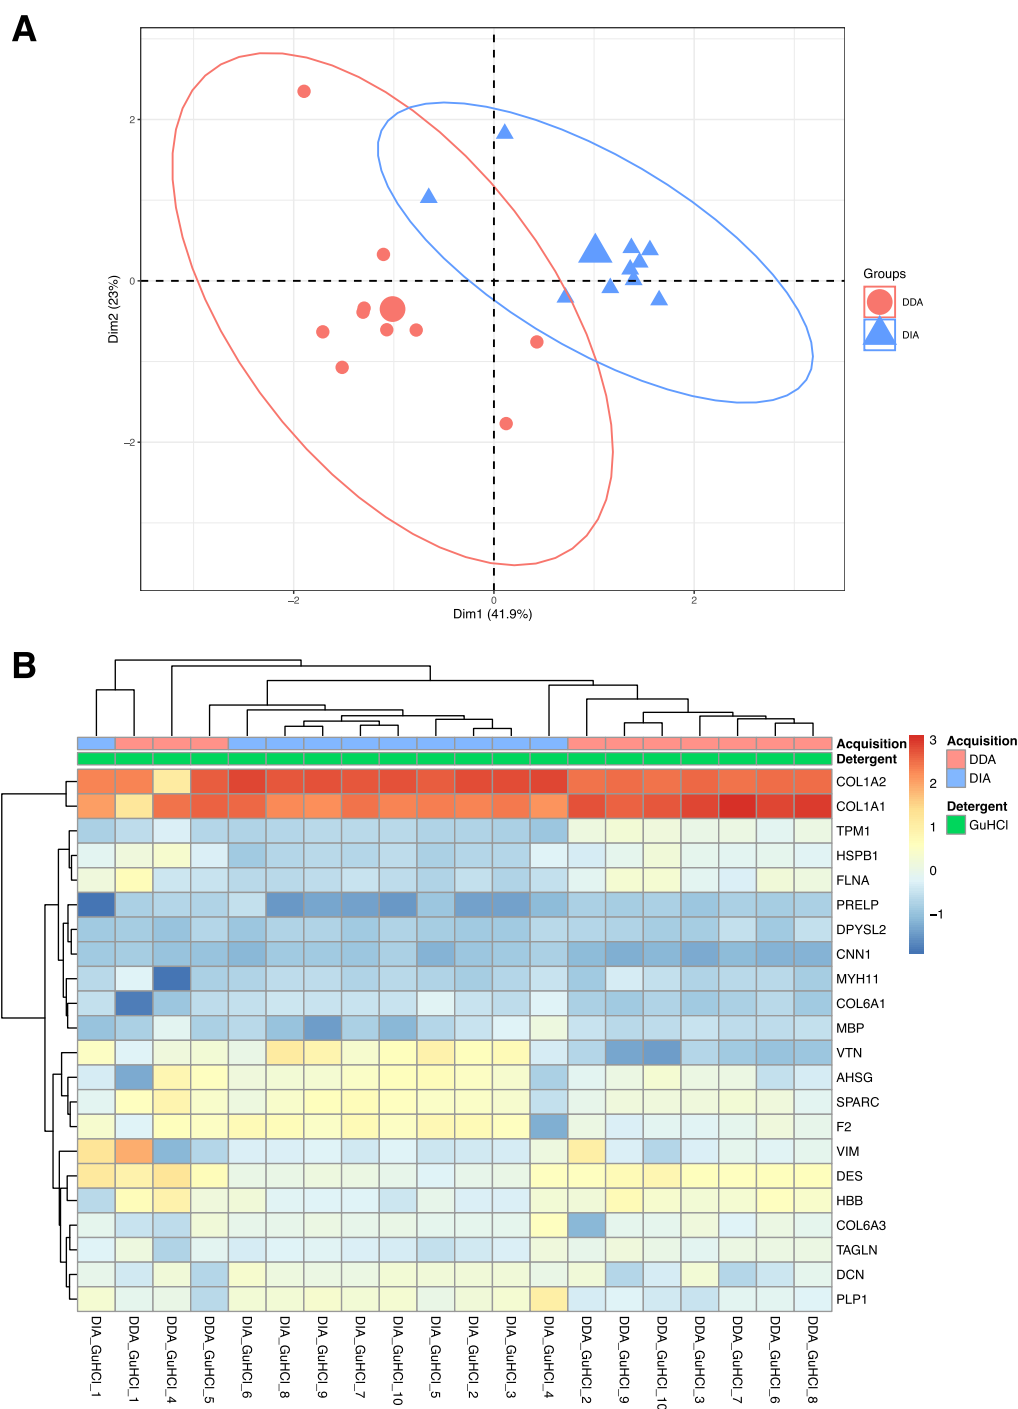 A
2
0
−2
Dim2 (23%)
−2
0
2
Dim1 (41.9%)
Groups
DDA
DIA
B
Acquisition
Detergent
COL1A2
COL1A1
TPM1
HSPB1
FLNA
PRELP
DPYSL2
CNN1
MYH11
COL6A1
MBP
VTN
AHSG
SPARC
F2
VIM
DES
HBB
COL6A3
TAGLN
DCN
PLP1
3
2
1
0
−1
Acquisition
DDA
DIA
Detergent
GuHCl
DIA_GuHCl_1
DDA_GuHCl_1
DDA_GuHCl_4
DDA_GuHCl_5
DIA_GuHCl_6
DIA_GuHCl_8
DIA_GuHCl_9
DIA_GuHCl_7
DIA_GuHCl_10
DIA_GuHCl_5
DIA_GuHCl_2
DIA_GuHCl_3
DIA_GuHCl_4
DDA_GuHCl_2
DDA_GuHCl_9
DDA_GuHCl_10
DDA_GuHCl_3
DDA_GuHCl_7
DDA_GuHCl_6
DDA_GuHCl_8